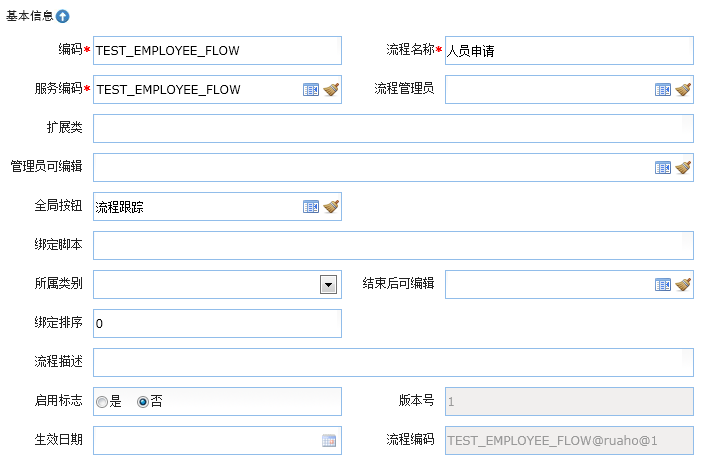 基本信息
编码* TEST_EMPLOYEE_FLOW 流程名称* 人员申请
服务编码* TEST_EMPLOYEE_FLOW 流程管理员
扩展类
管理员可编辑
全局按钮 流程跟踪
绑定脚本
所属类别 结束后可编辑
绑定排序 0
流程描述
启用标志 是 否 版本号 1
生效日期 流程编码 TEST_EMPLOYEE_FLOW@ruaho@1